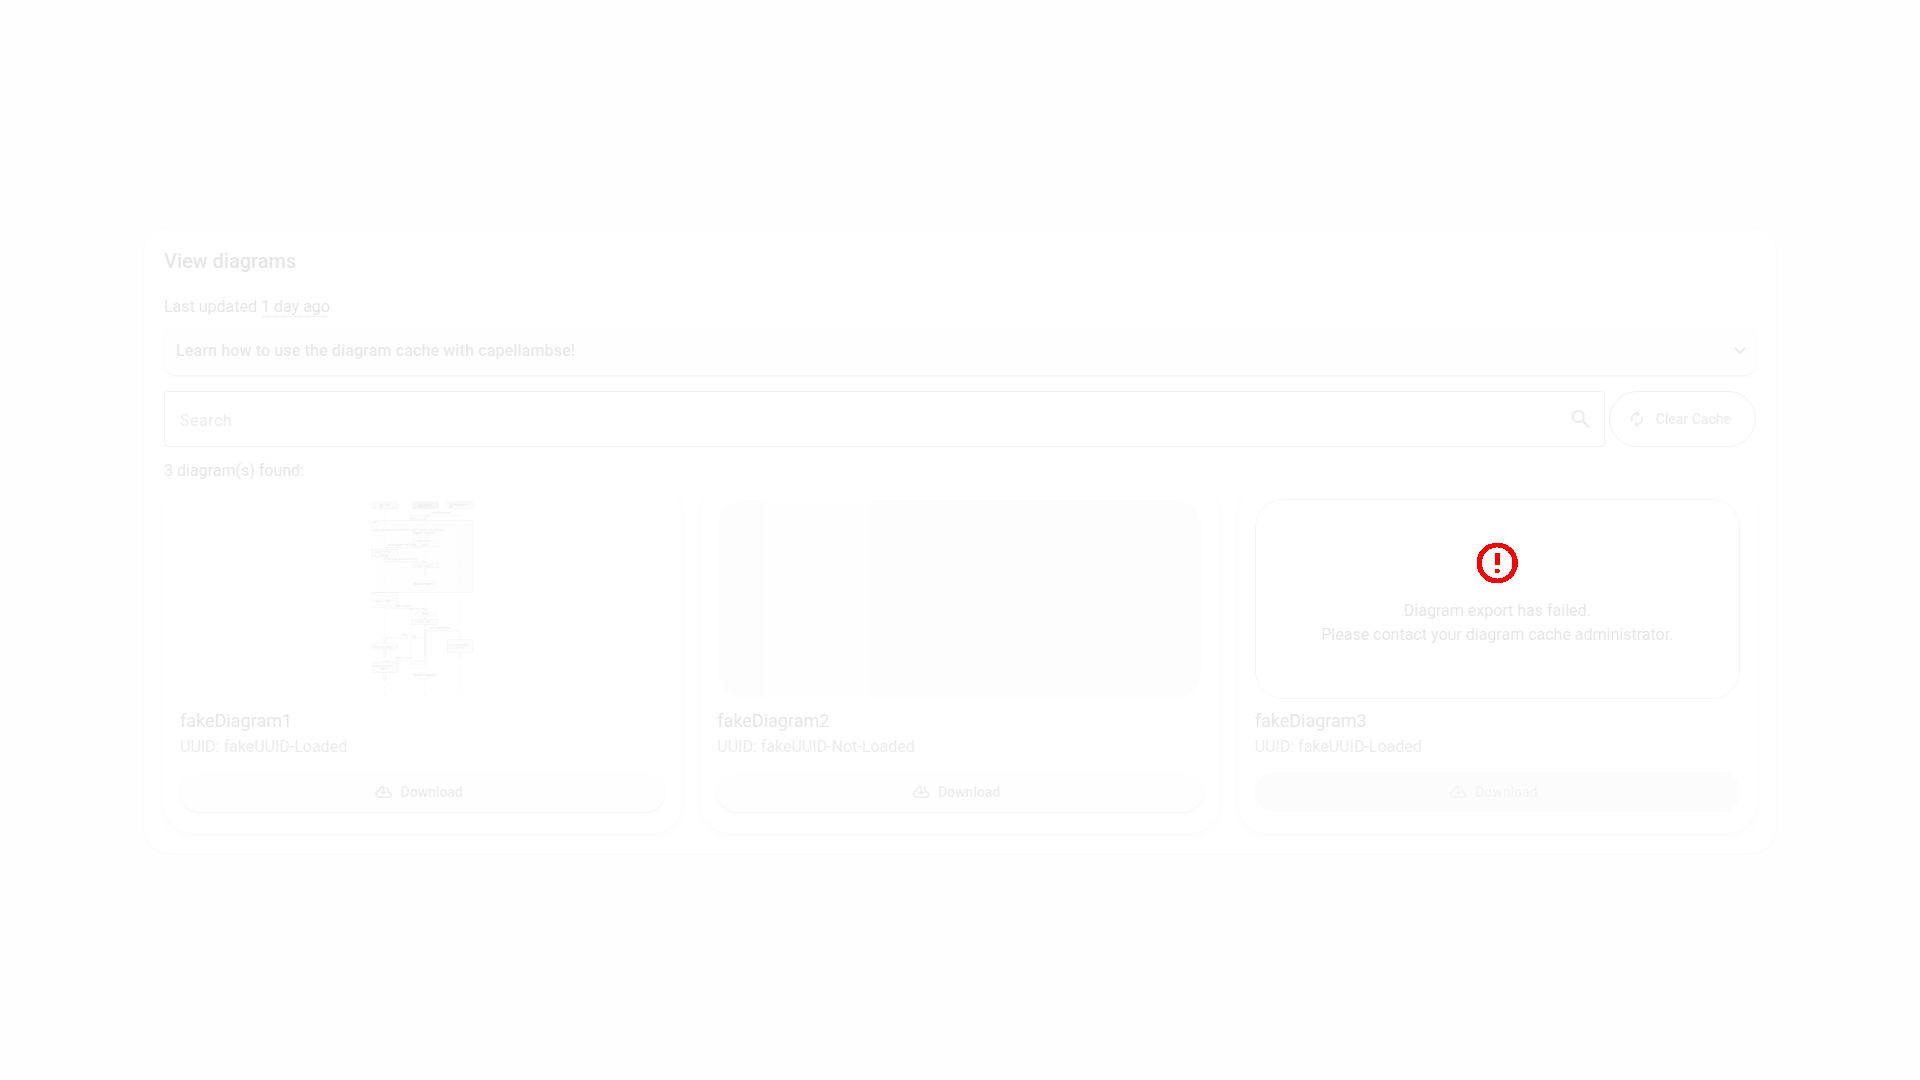 View diagrams
Last updated 1 day ago
Learn how to use the diagram cache with capellambse!
Search
Clear Cache
3 diagram(s) found:
Diagram export has failed.
Please contact your diagram cache administrator.
fakeDiagram1
UUID: fakeUUID-Loaded
Download
fakeDiagram2
UUID: fakeUUID-Not-Loaded
Download
fakeDiagram3
UUID: fakeUUID-Loaded
Download